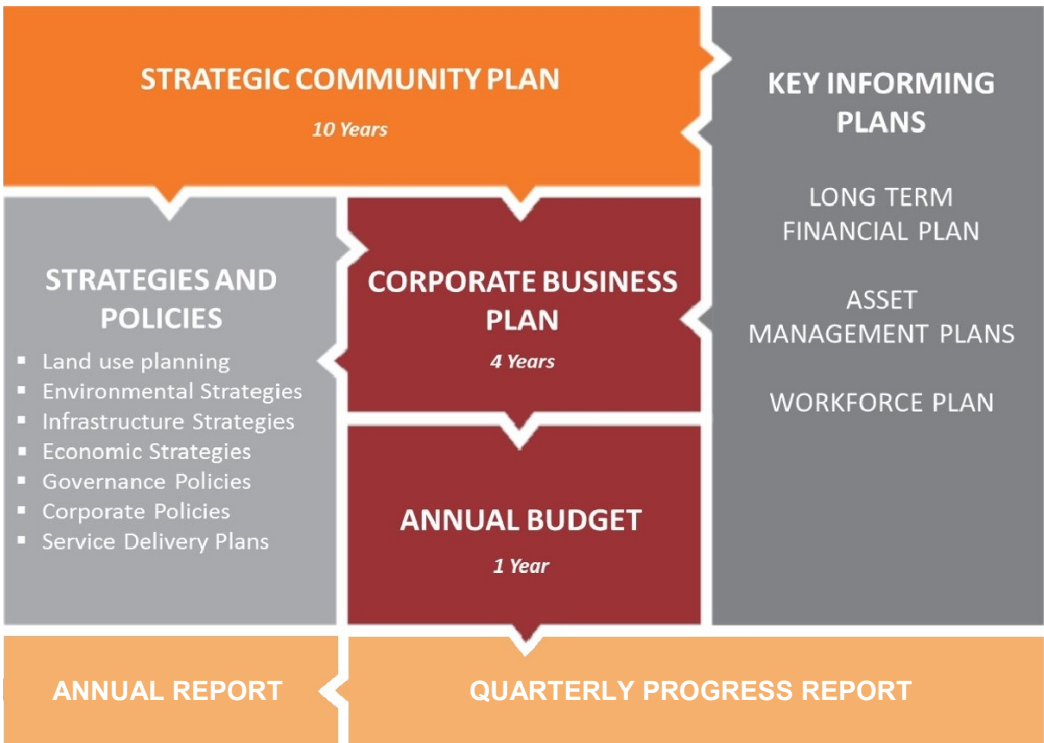 STRATEGIC COMMUNITY PLAN
10 Years
KEY INFORMING
PLANS
LONG TERM
FINANCIAL PLAN
ASSET
MANAGEMENT PLANS
WORKFORCE PLAN
STRATEGIES AND
POLICIES
▪ Land use planning
▪ Environmental Strategies
▪ Infrastructure Strategies
▪ Economic Strategies
▪ Governance Policies
▪ Corporate Policies
▪ Service Delivery Plans
CORPORATE BUSINESS
PLAN
4 Years
ANNUAL BUDGET
1 Year
ANNUAL REPORT
QUARTERLY PROGRESS REPORT